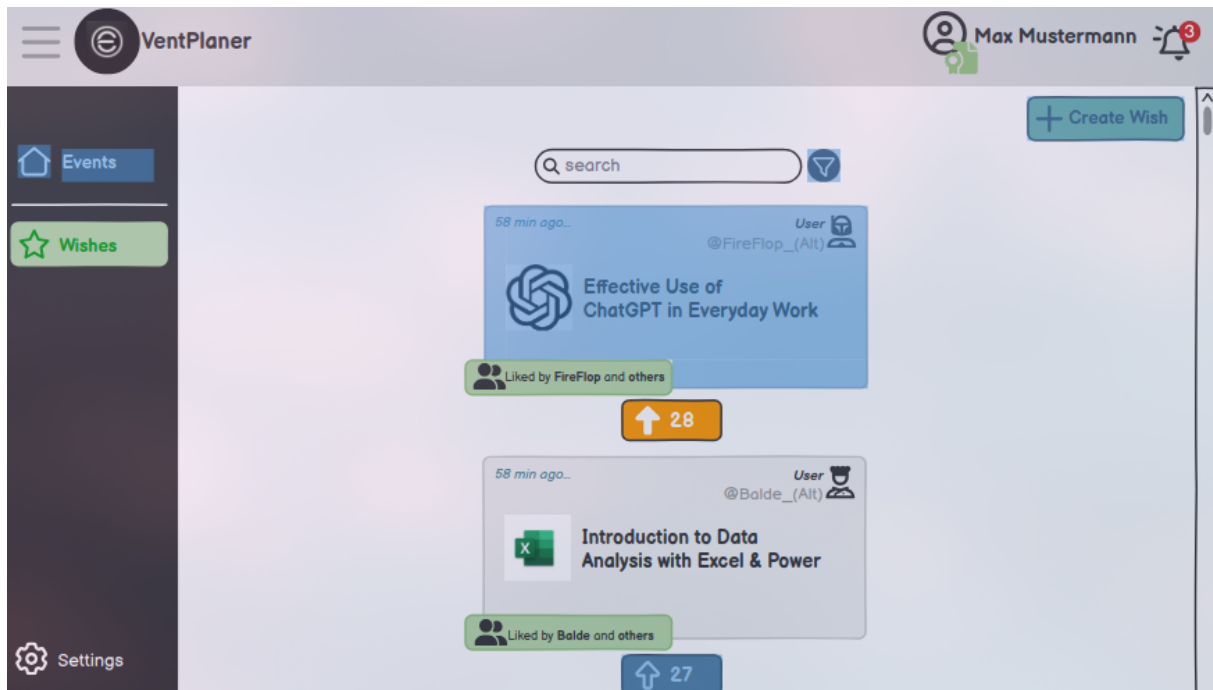 VentPlaner
Max Mustermann
3
Create Wish
Events
search
Wishes
58 min ago...
User
@FireFlop_(Alt)
Effective Use of
ChatGPT in Everyday Work
Liked by FireFlop and others
28
58 min ago...
User
@Balde_(Alt)
Introduction to Data
Analysis with Excel & Power
Liked by Balde and others
27
Settings